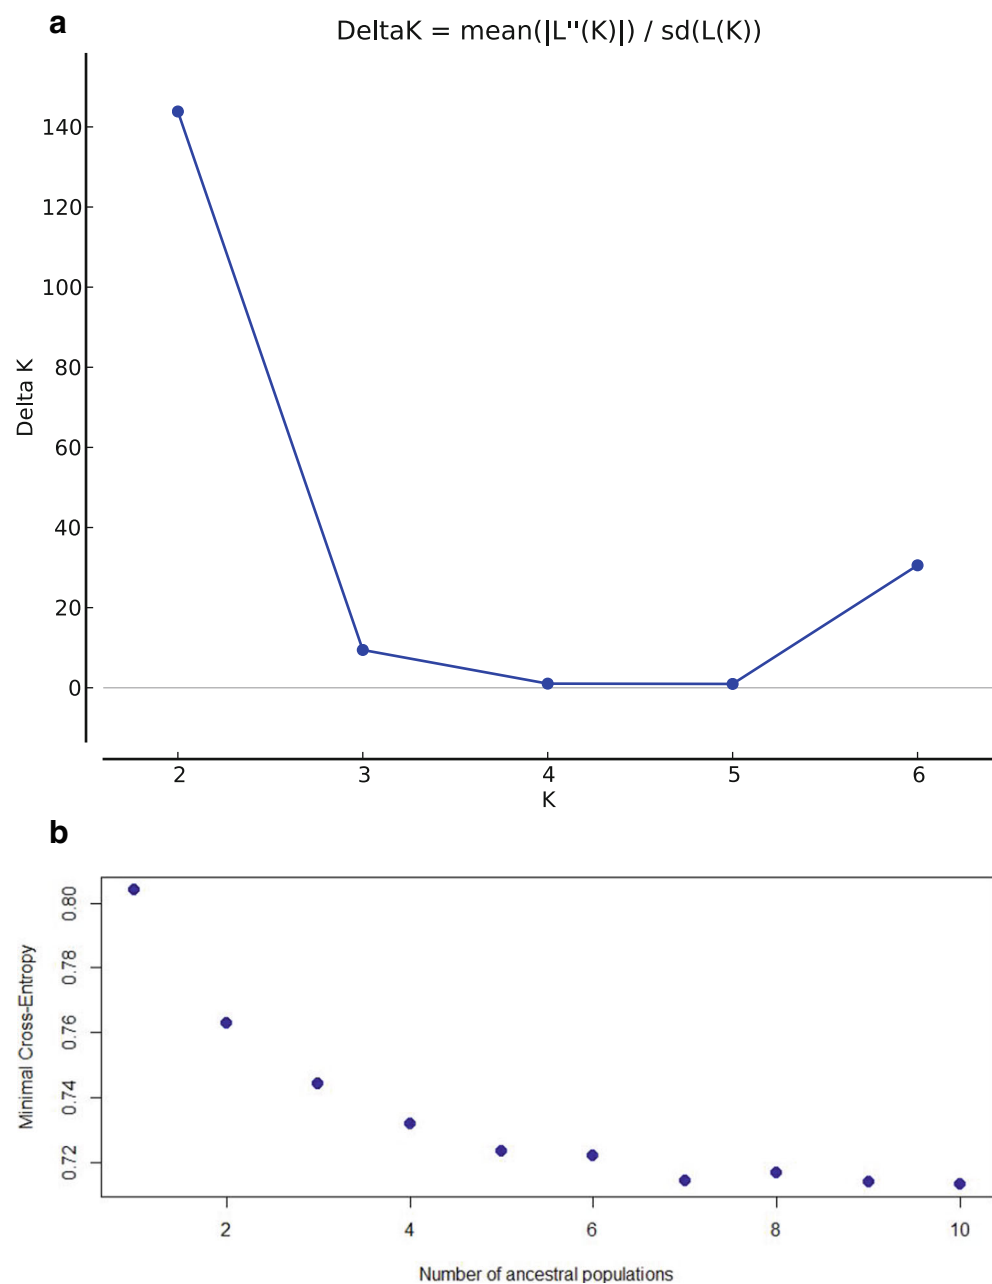 a
DeltaK = mean(|L"(K)|) / sd(L(K))
140
120
100
80
60
40
20
0
Delta K
2 3 4 5 6
K
b
0.80
0.78
0.76
0.74
0.72
Minimal Cross-Entropy
2 4 6 8 10
Number of ancestral populations